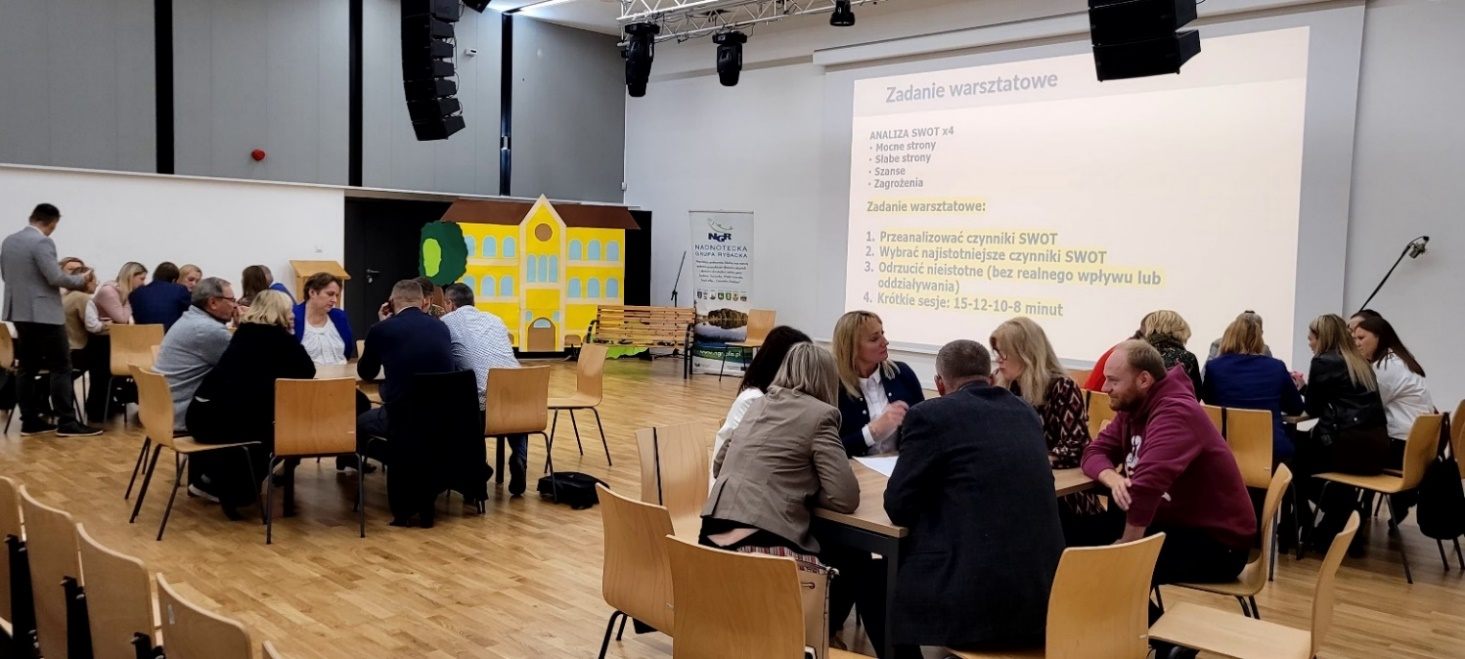 Zadanie warsztatowe
ANALIZA SWOT x4
• Mocne strony
• Słabe strony
• Szanse
• Zagrożenia
Zadanie warsztatowe:
1. Przeanalizować czynniki SWOT
2. Wybrać najistotniejsze czynniki SWOT
3. Odrzucić nieistotne (bez realnego wpływu lub
oddziaływania)
4. Krótkie sesje: 15-12-10-8 minut
NGR
NADNOTECKA
GRUPA RYBACKA